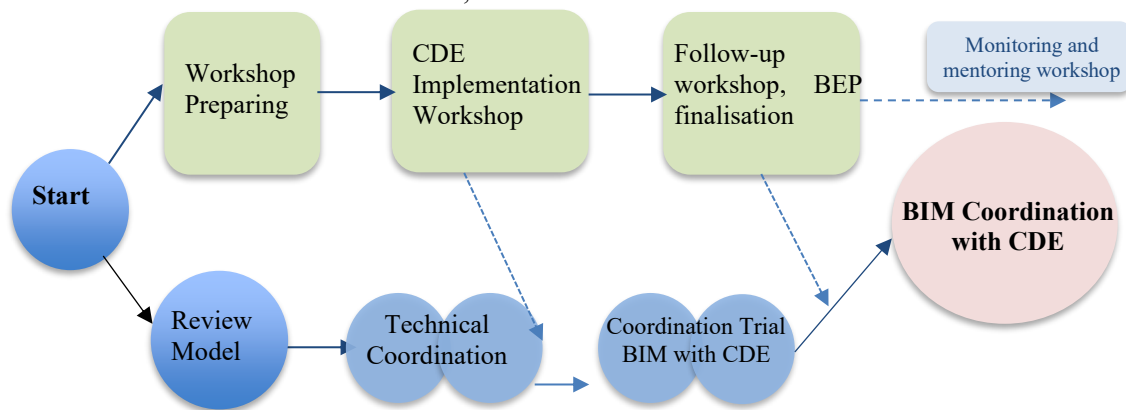 Workshop
Preparing
CDE
Implementation
Workshop
Follow-up
workshop, BEP
finalisation
Monitoring and
mentoring workshop
Start
BIM Coordination
with CDE
Review
Model
Technical
Coordination
Coordination Trial
BIM with CDE